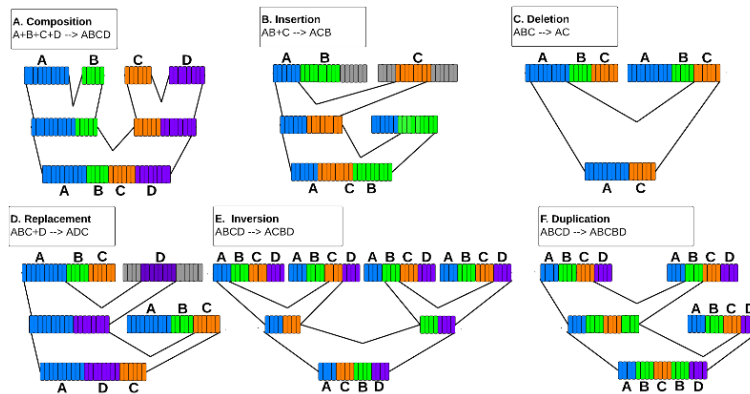 A. Composition
A+B+C+D --> ABCD
A B C D
A B C D
B. Insertion
AB+C --> ACB
A B C
A C B
C. Deletion
ABC --> AC
A B C A B C
A C
D. Replacement
ABC+D --> ADC
A B C D
A B C
A D C
E. Inversion
ABCD --> ACBD
A B C D A B C D A B C D A B C D
A C B D
F. Duplication
ABCD --> ABCBD
A B C D A B C D
A B C D
A B C B D